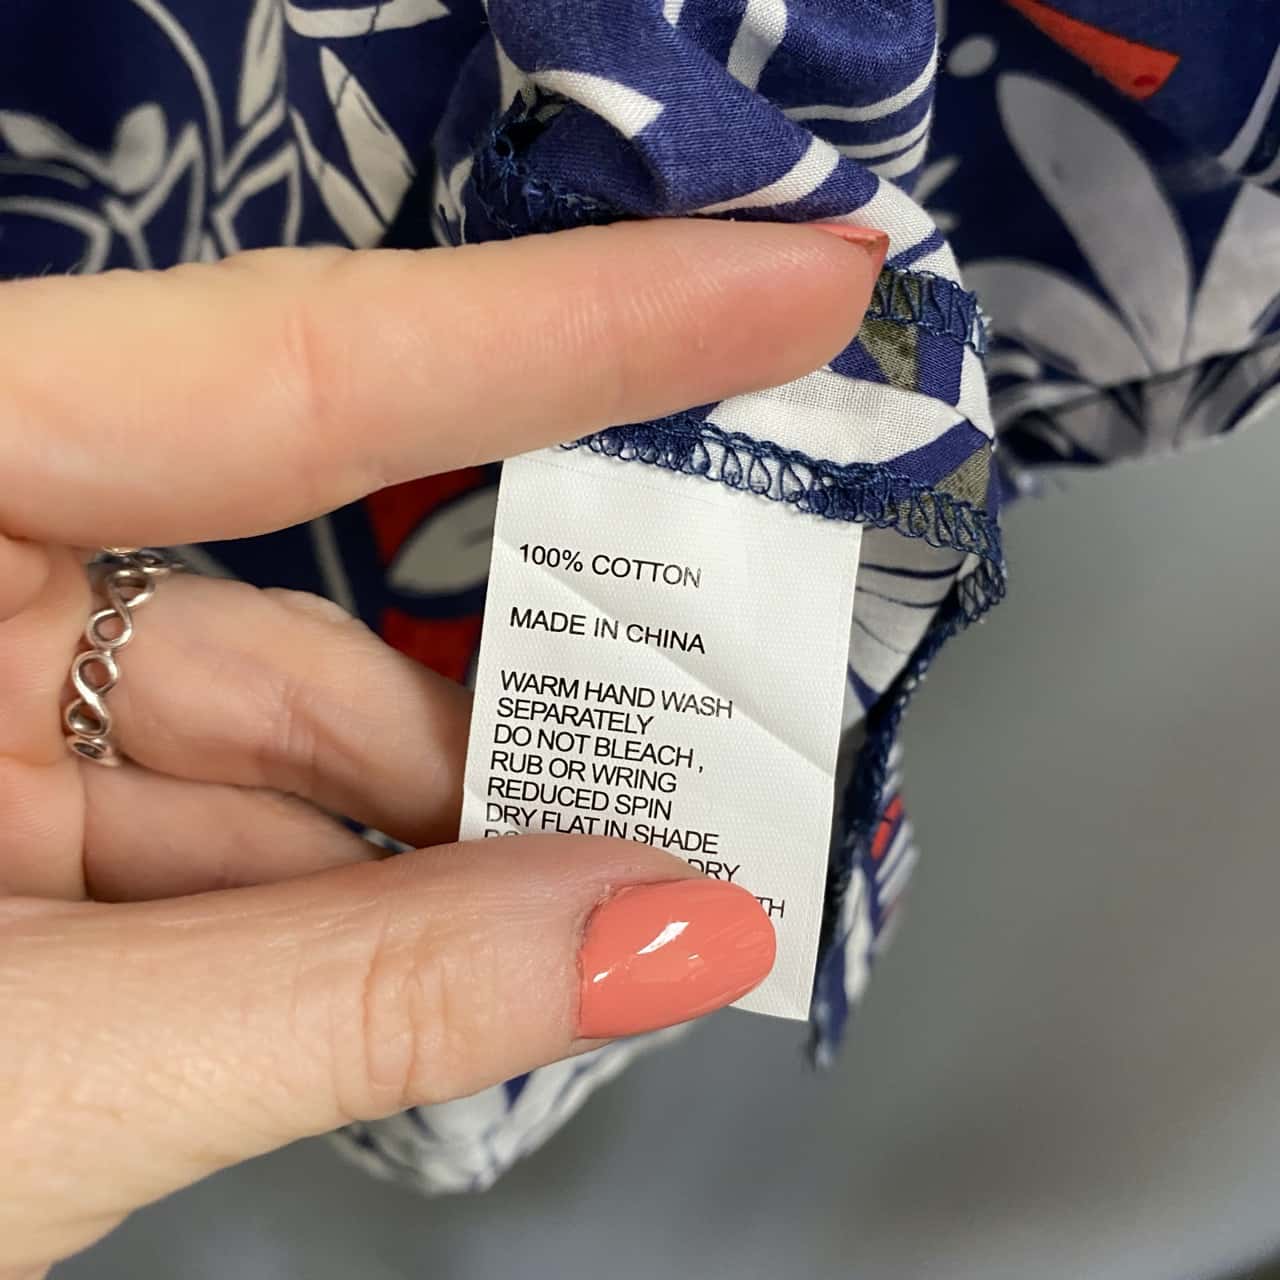 100% COTTON
MADE IN CHINA
WARM HAND WASH
SEPARATELY
DO NOT BLEACH ,
RUB OR WRING
REDUCED SPIN
DRY FLAT IN SHADE
DRY